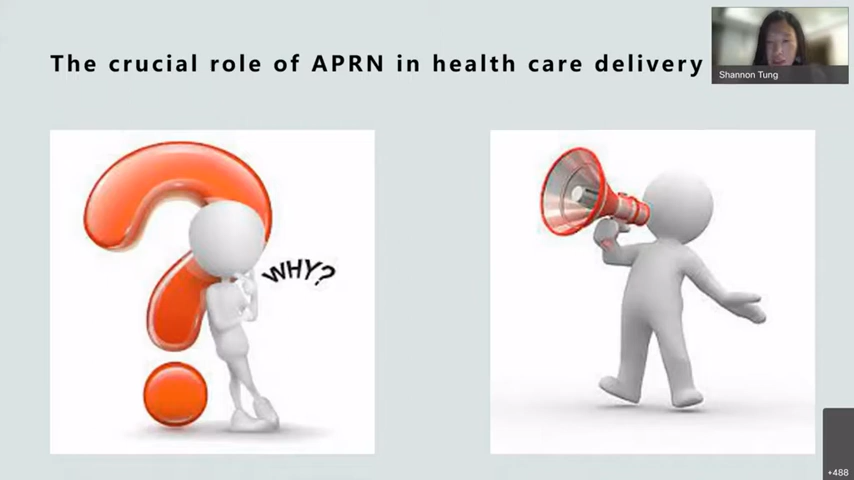 The crucial role of APRN in health care delivery
Shannon Tung
WHY?
+488